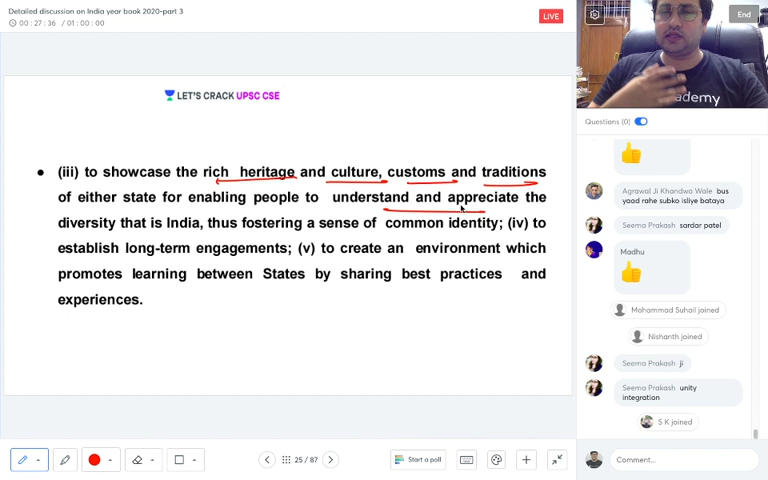 Detailed discussion on India year book 2020-part 3
00 : 27 : 36 / 01 : 00 : 00
LIVE
End
ademy
LET'S CRACK UPSC CSE
• (iii) to showcase the rich heritage and culture, customs and traditions
of either state for enabling people to understand and appreciate the
diversity that is India, thus fostering a sense of common identity; (iv) to
establish long-term engagements; (v) to create an environment which
promotes learning between States by sharing best practices and
experiences.
Questions (0)
Agrawal Ji Khandwa Wale bus
yaad rahe subko isliye bataya
Seema Prakash sardar patel
Madhu
Mohammad Suhail joined
Nishanth joined
Seema Prakash ji
Seema Prakash unity
integration
S K joined
25 / 87
Start a poll
Comment...